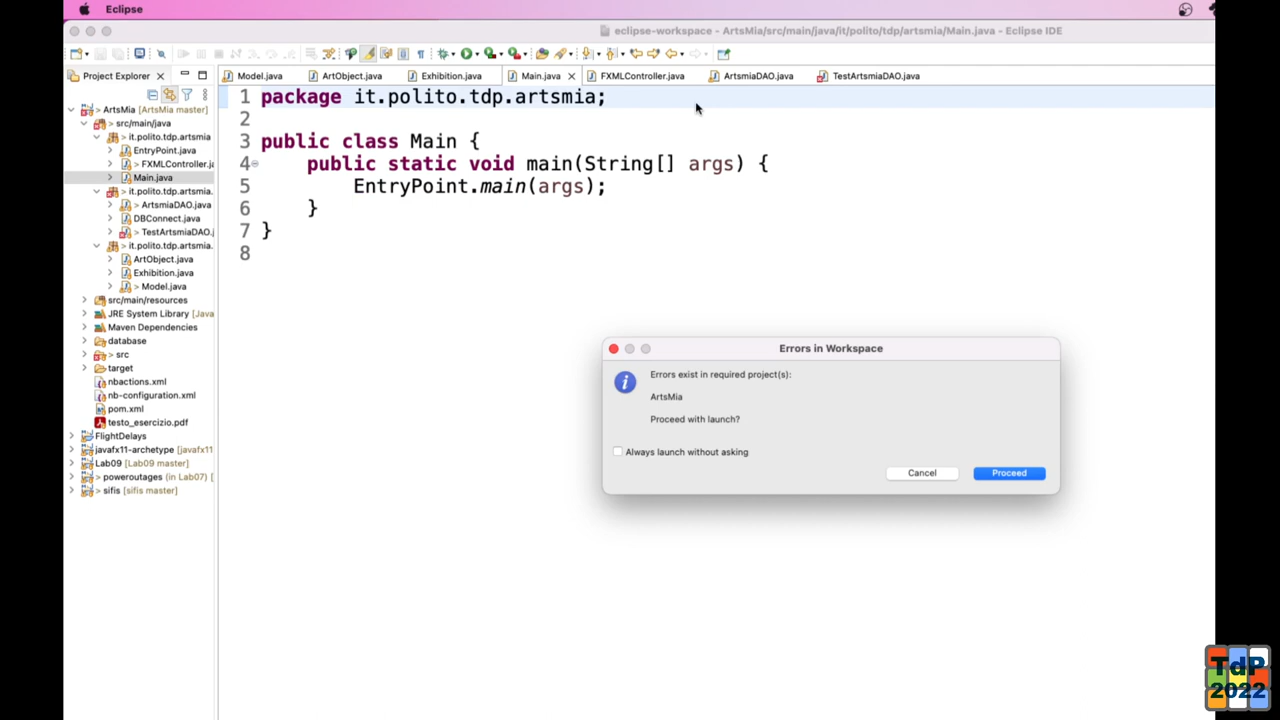 Eclipse
eclipse-workspace - ArtsMia/src/main/java/it/polito/tdp/artsmia/Main.java - Eclipse IDE
Project Explorer
Model.java
ArtObject.java
Exhibition.java
Main.java
FXMLController.java
ArtsmiaDAO.java
TestArtsmiaDAO.java
> ArtsMia [ArtsMia master]
> src/main/java
> it.polito.tdp.artsmia
EntryPoint.java
> FXMLController.ja
Main.java
> it.polito.tdp.artsmia.
> ArtsmiaDAO.java
DBConnect.java
> TestArtsmiaDAO.j
> it.polito.tdp.artsmia.
ArtObject.java
Exhibition.java
> Model.java
src/main/resources
JRE System Library [Java
Maven Dependencies
database
> src
> target
nbactions.xml
nb-configuration.xml
pom.xml
testo_esercizio.pdf
FlightDelays
javafx11-archetype [javafx11
Lab09 [Lab09 master]
> poweroutages (in Lab07) [
> sifis [sifis master]
1 package it.polito.tdp.artsmia;
2
3 public class Main {
4 public static void main(String[] args) {
5 EntryPoint.main(args);
6 }
7 }
8
Errors in Workspace
Errors exist in required project(s):
ArtsMia
Proceed with launch?
Always launch without asking
Cancel
Proceed
TdP
2022